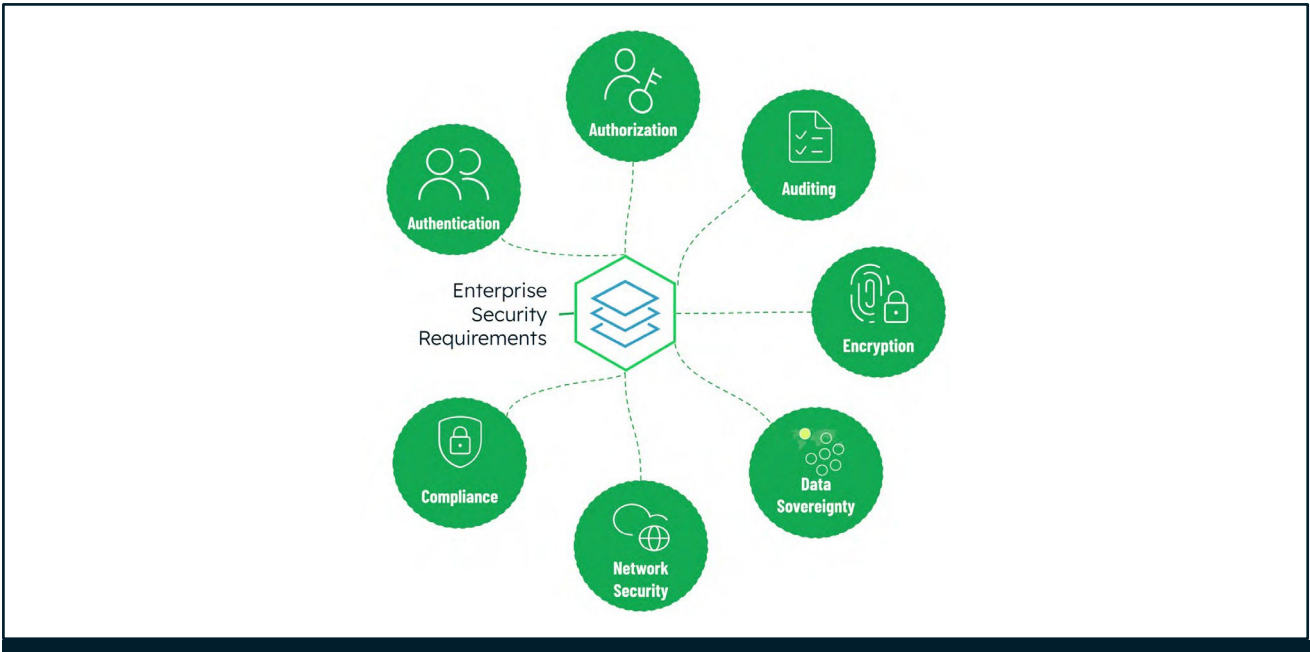 Authorization
Auditing
Authentication
Enterprise
Security
Requirements
Encryption
Compliance
Data
Sovereignty
Network
Security